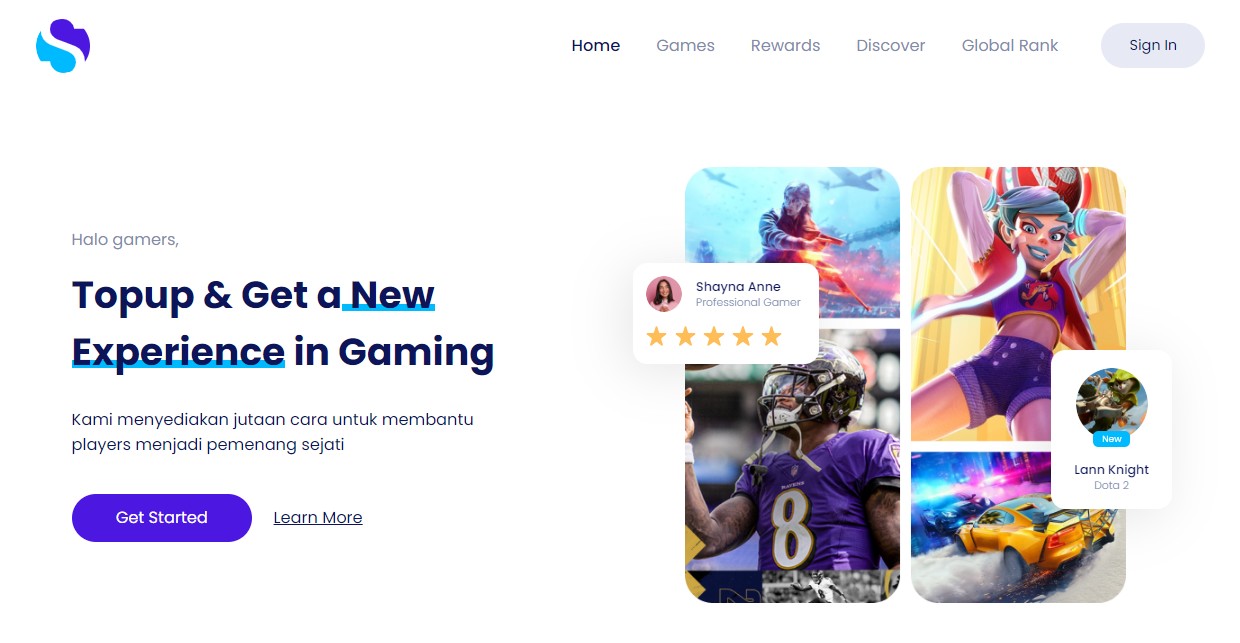 Home Games Rewards Discover Global Rank Sign In
Halo gamers,
Topup & Get a New
Experience in Gaming
Kami menyediakan jutaan cara untuk membantu
players menjadi pemenang sejati
Get Started Learn More
Shayna Anne
Professional Gamer
8
New
Lann Knight
Dota 2